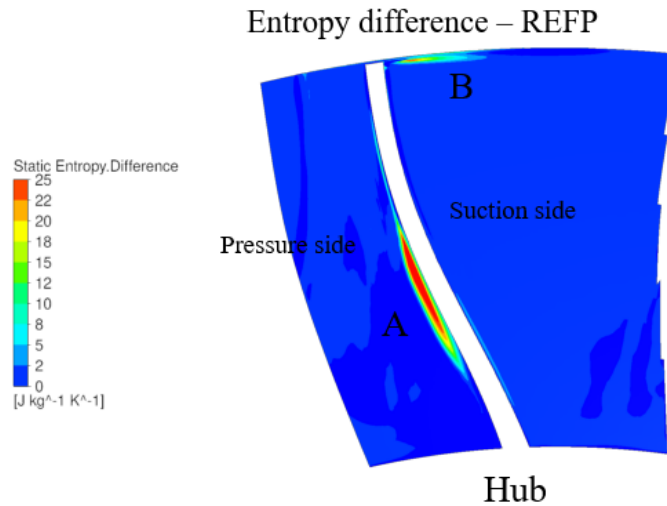 Entropy difference – REFP
B
Static Entropy.Difference
25
22
20
18
15
12
10
8
5
2
0
[J kg^-1 K^-1]
Suction side
Pressure side
A
Hub